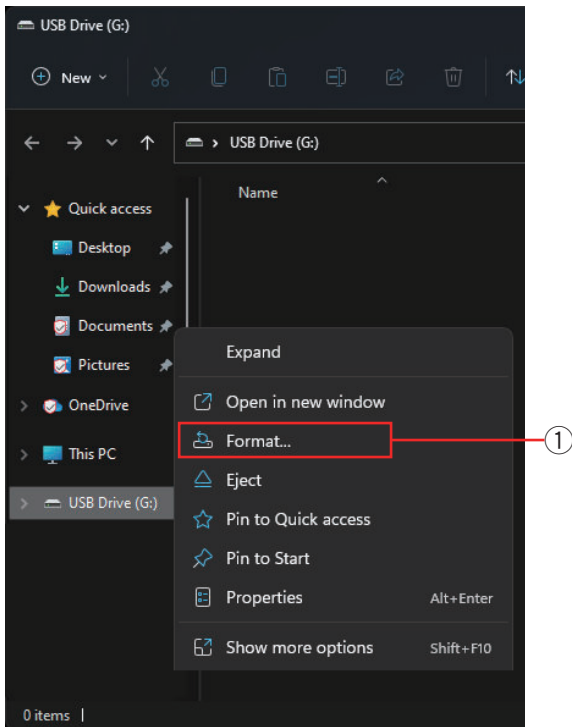 USB Drive (G:)
New
USB Drive (G:)
Name
Quick access
Desktop
Downloads
Documents
Pictures
OneDrive
This PC
USB Drive (G:)
Expand
Open in new window
Format...
①
Eject
Pin to Quick access
Pin to Start
Properties Alt+Enter
Show more options Shift+F10
0 items